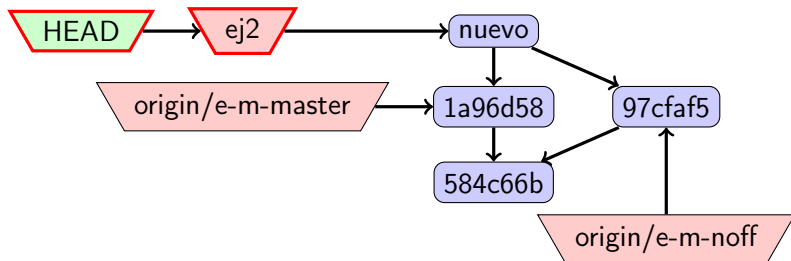 HEAD
ej2
nuevo
origin/e-m-master
1a96d58
97cfaf5
584c66b
origin/e-m-noff